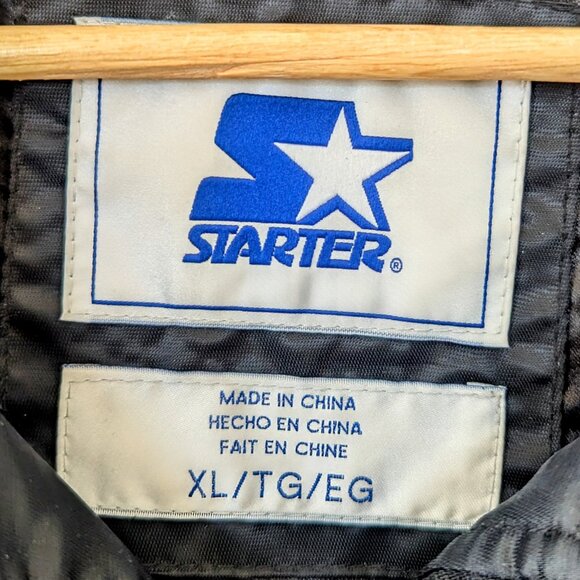 STARTER®
MADE IN CHINA
HECHO EN CHINA
FAIT EN CHINE
XL/TG/EG